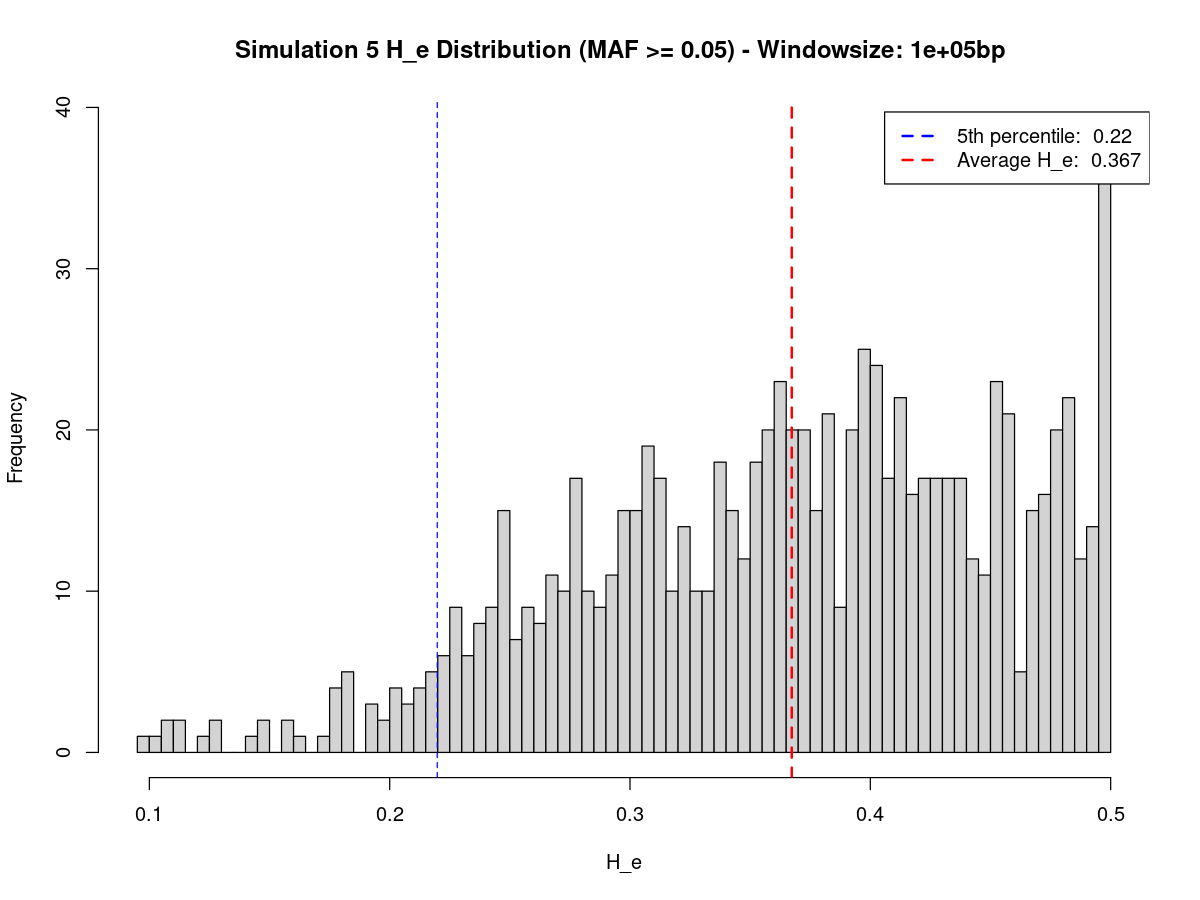 Simulation 5 H_e Distribution (MAF >= 0.05) - Windowsize: 1e+05bp
5th percentile:  0.22
Average H_e:  0.367
Frequency
40
30
20
10
0
0.1
0.2
0.3
0.4
0.5
H_e